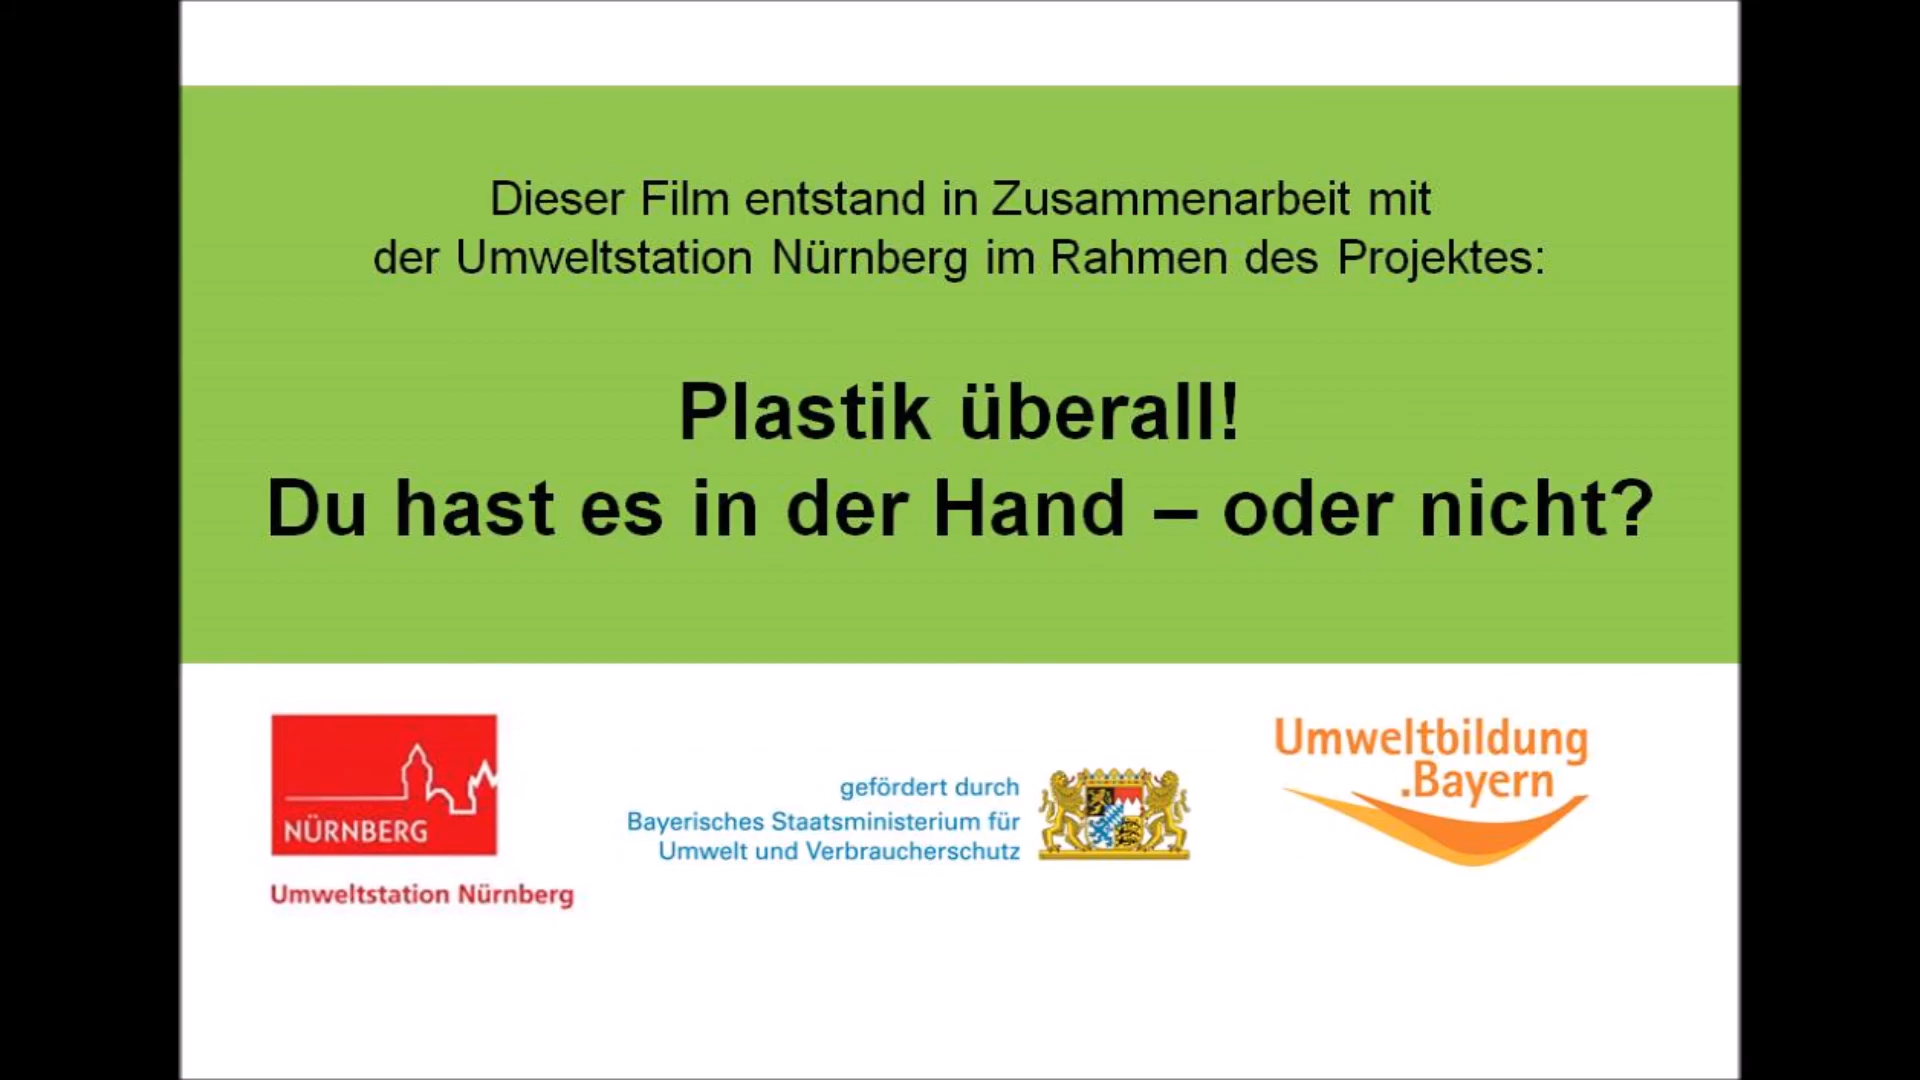 Dieser Film entstand in Zusammenarbeit mit
der Umweltstation Nürnberg im Rahmen des Projektes:
Plastik überall!
Du hast es in der Hand – oder nicht?
NÜRNBERG
Umweltstation Nürnberg
gefördert durch
Bayerisches Staatsministerium für
Umwelt und Verbraucherschutz
Umweltbildung
.Bayern